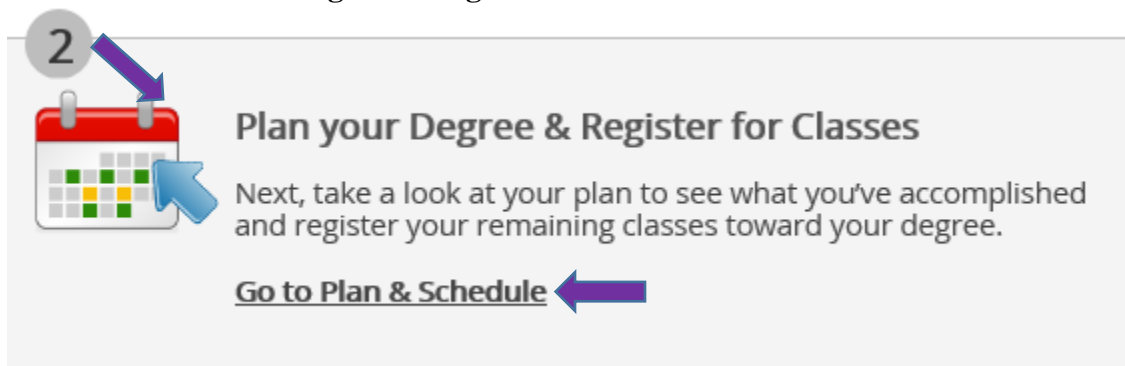 2
Plan your Degree & Register for Classes
Next, take a look at your plan to see what you've accomplished
and register your remaining classes toward your degree.
Go to Plan & Schedule